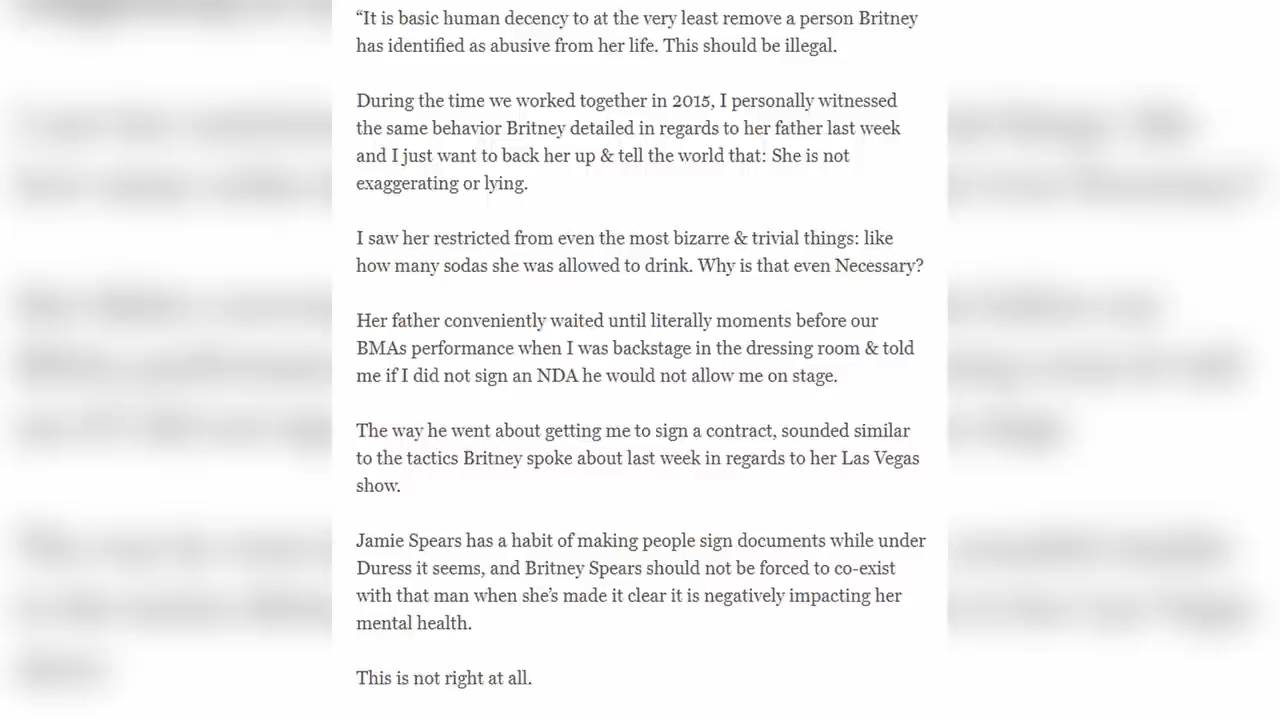 “It is basic human decency to at the very least remove a person Britney
has identified as abusive from her life. This should be illegal.
During the time we worked together in 2015, I personally witnessed
the same behavior Britney detailed in regards to her father last week
and I just want to back her up & tell the world that: She is not
exaggerating or lying.
I saw her restricted from even the most bizarre & trivial things: like
how many sodas she was allowed to drink. Why is that even Necessary?
Her father conveniently waited until literally moments before our
BMAs performance when I was backstage in the dressing room & told
me if I did not sign an NDA he would not allow me on stage.
The way he went about getting me to sign a contract, sounded similar
to the tactics Britney spoke about last week in regards to her Las Vegas
show.
Jamie Spears has a habit of making people sign documents while under
Duress it seems, and Britney Spears should not be forced to co-exist
with that man when she’s made it clear it is negatively impacting her
mental health.
This is not right at all.